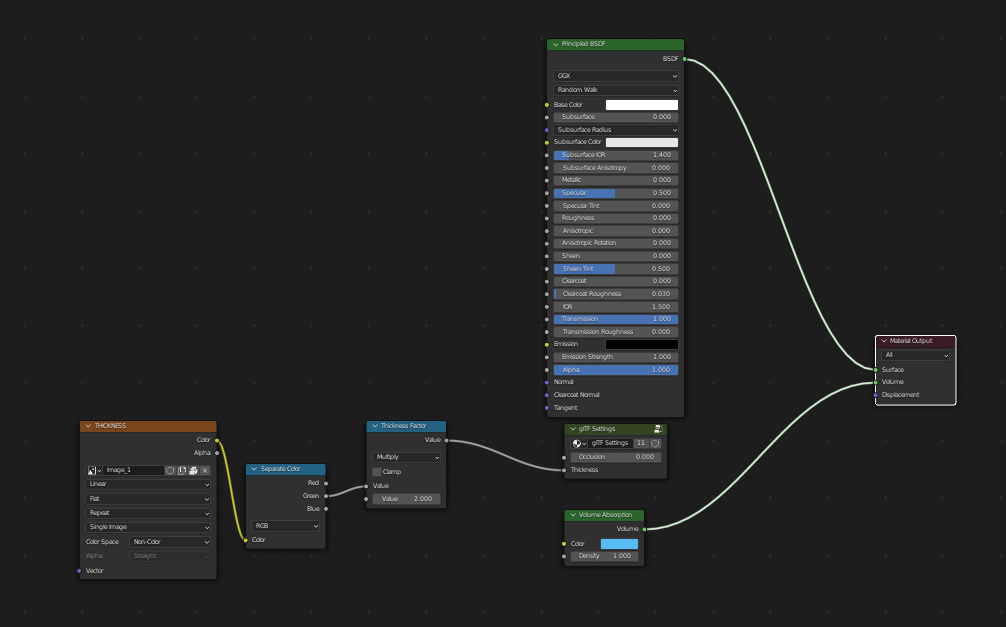 Principled BSDF
BSDF
GGX
Random Walk
Base Color
Subsurface 0.000
Subsurface Radius
Subsurface Color
Subsurface IOR 1.400
Subsurface Anisotropy 0.000
Metallic 0.000
Specular 0.500
Specular Tint 0.000
Roughness 0.000
Anisotropic 0.000
Anisotropic Rotation 0.000
Sheen 0.000
Sheen Tint 0.500
Clearcoat 0.000
Clearcoat Roughness 0.030
IOR 1.500
Transmission 1.000
Transmission Roughness 0.000
Emission
Emission Strength 1.000
Alpha 1.000
Normal
Clearcoat Normal
Tangent
Material Output
All
Surface
Volume
Displacement
THICKNESS
Color
Alpha
Image_1
Linear
Flat
Repeat
Single Image
Color Space Non-Color
Alpha Straight
Vector
Separate Color
Red
Green
Blue
RGB
Color
Thickness Factor
Value
Multiply
Clamp
Value
Value 2.000
glTF Settings
glTF Settings 11
Occlusion 0.000
Thickness
Volume Absorption
Volume
Color
Density 1.000